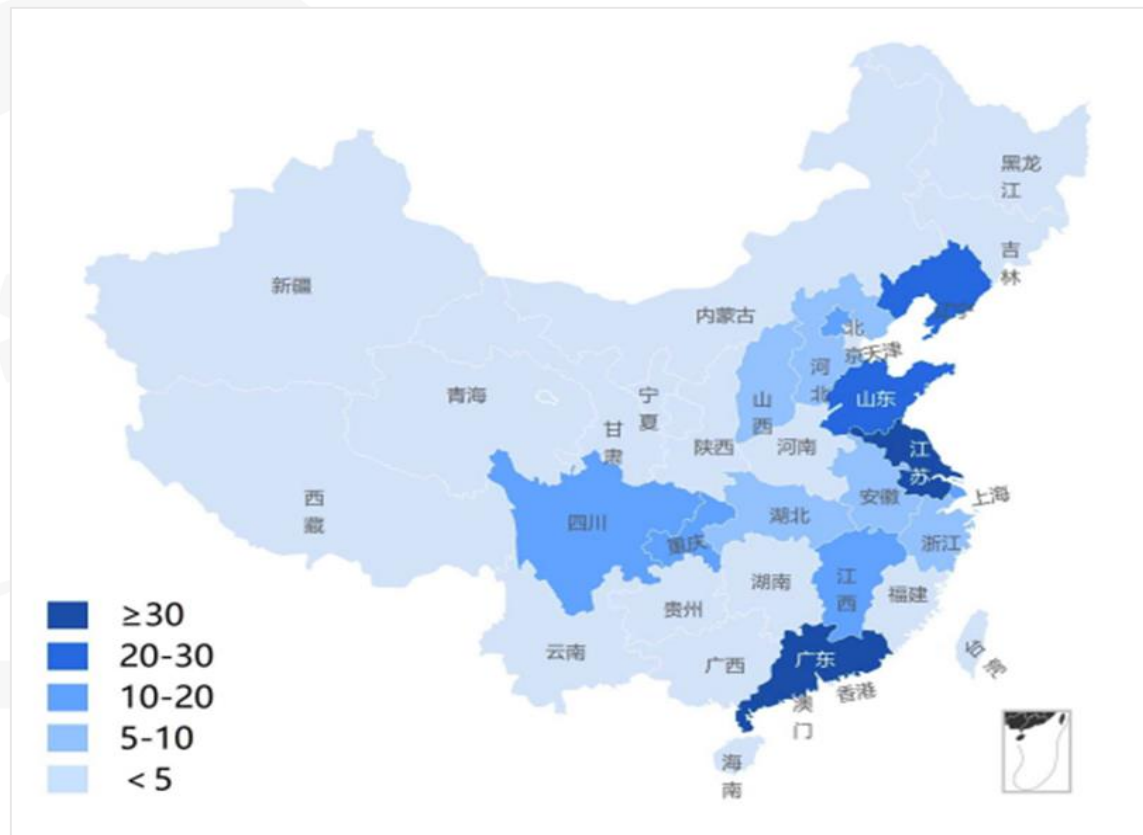 黑龙
江
吉
林
新疆
内蒙古
辽宁
北
京
天津
河
北
青海
宁
夏
山
西
山东
甘
肃
陕西
河南
江
苏
西
藏
安徽
上海
四川
湖北
重庆
浙江
湖南
江
西
福建
贵州
云南
广西
广东
台湾
香港
澳
门
海
南
≥30
20-30
10-20
5-10
<5